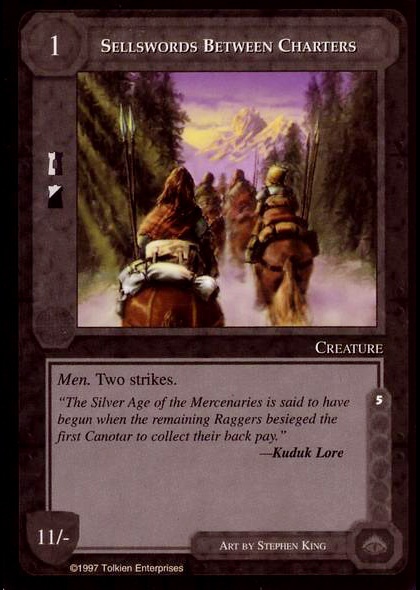 1
SELLSWORDS BETWEEN CHARTERS
CREATURE
Men. Two strikes.
5
“The Silver Age of the Mercenaries is said to have
begun when the remaining Raggers besieged the
first Canotar to collect their back pay.”
—Kuduk Lore
11/-
ART BY STEPHEN KING
©1997 Tolkien Enterprises